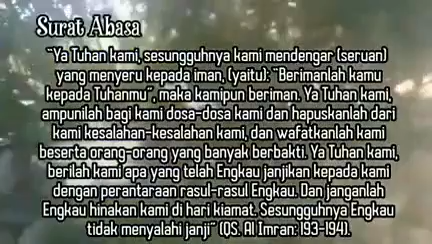 Surat Abasa
"Ya Tuhan kami, sesungguhnya kami mendengar (seruan)
yang menyeru kepada iman, (yaitu): "Berimanlah kamu
kepada Tuhanmu", maka kamipun beriman. Ya Tuhan kami,
ampunilah bagi kami dosa-dosa kami dan hapuskanlah dari
kami kesalahan-kesalahan kami, dan wafatkanlah kami
beserta orang-orang yang banyak berbakti. Ya Tuhan kami,
berilah kami apa yang telah Engkau janjikan kepada kami
dengan perantaraan rasul-rasul Engkau. Dan janganlah
Engkau hinakan kami di hari kiamat. Sesungguhnya Engkau
tidak menyalahi janji" (QS. Al Imran: 193-194).